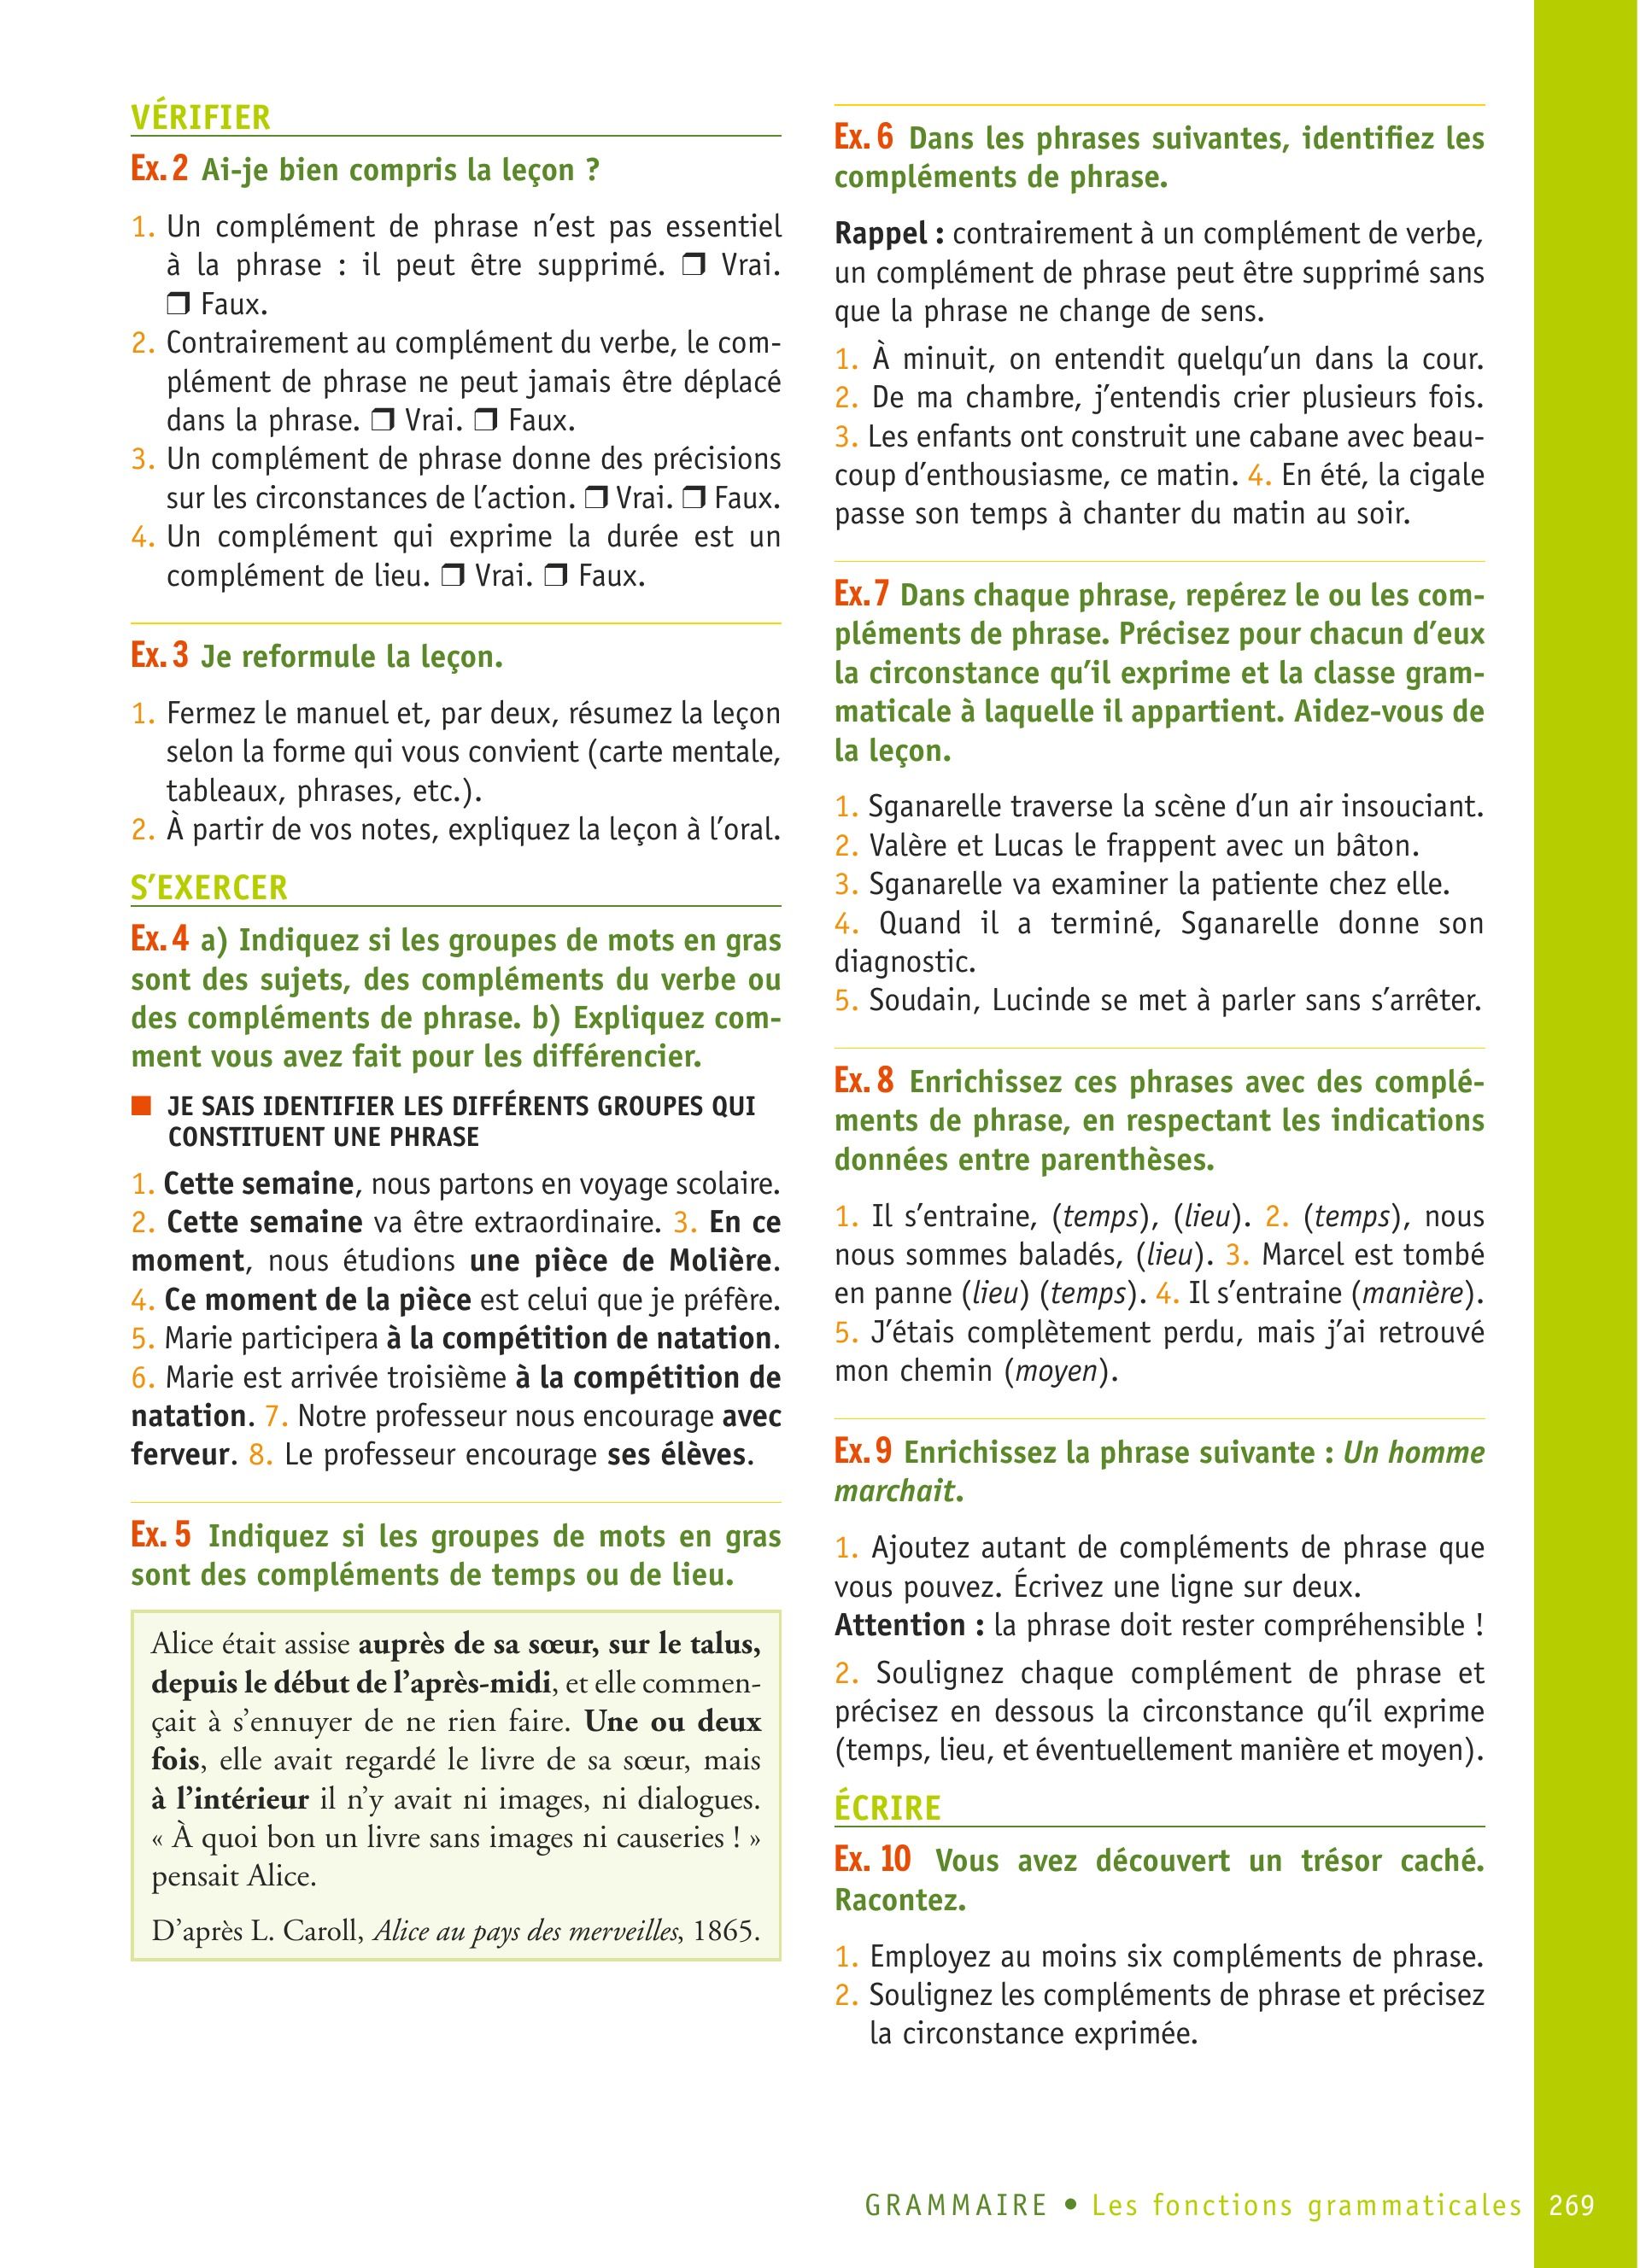 VÉRIFIER
Ex. 2 Ai-je bien compris la leçon ?
1. Un complément de phrase n’est pas essentiel
à la phrase : il peut être supprimé. ❒ Vrai.
❒ Faux.
2. Contrairement au complément du verbe, le com-
plément de phrase ne peut jamais être déplacé
dans la phrase. ❒ Vrai. ❒ Faux.
3. Un complément de phrase donne des précisions
sur les circonstances de l’action. ❒ Vrai. ❒ Faux.
4. Un complément qui exprime la durée est un
complément de lieu. ❒ Vrai. ❒ Faux.
Ex. 3 Je reformule la leçon.
1. Fermez le manuel et, par deux, résumez la leçon
selon la forme qui vous convient (carte mentale,
tableaux, phrases, etc.).
2. À partir de vos notes, expliquez la leçon à l’oral.
S’EXERCER
Ex. 4 a) Indiquez si les groupes de mots en gras
sont des sujets, des compléments du verbe ou
des compléments de phrase. b) Expliquez com-
ment vous avez fait pour les différencier.
■ JE SAIS IDENTIFIER LES DIFFÉRENTS GROUPES QUI
CONSTITUENT UNE PHRASE
1. Cette semaine, nous partons en voyage scolaire.
2. Cette semaine va être extraordinaire. 3. En ce
moment, nous étudions une pièce de Molière.
4. Ce moment de la pièce est celui que je préfère.
5. Marie participera à la compétition de natation.
6. Marie est arrivée troisième à la compétition de
natation. 7. Notre professeur nous encourage avec
ferveur. 8. Le professeur encourage ses élèves.
Ex. 5 Indiquez si les groupes de mots en gras
sont des compléments de temps ou de lieu.
Alice était assise auprès de sa sœur, sur le talus,
depuis le début de l’après-midi, et elle commen-
çait à s’ennuyer de ne rien faire. Une ou deux
fois, elle avait regardé le livre de sa sœur, mais
à l’intérieur il n’y avait ni images, ni dialogues.
« À quoi bon un livre sans images ni causeries ! »
pensait Alice.
D’après L. Caroll, Alice au pays des merveilles, 1865.
Ex. 6 Dans les phrases suivantes, identifiez les
compléments de phrase.
Rappel : contrairement à un complément de verbe,
un complément de phrase peut être supprimé sans
que la phrase ne change de sens.
1. À minuit, on entendit quelqu’un dans la cour.
2. De ma chambre, j’entendis crier plusieurs fois.
3. Les enfants ont construit une cabane avec beau-
coup d’enthousiasme, ce matin. 4. En été, la cigale
passe son temps à chanter du matin au soir.
Ex. 7 Dans chaque phrase, repérez le ou les com-
pléments de phrase. Précisez pour chacun d’eux
la circonstance qu’il exprime et la classe gram-
maticale à laquelle il appartient. Aidez-vous de
la leçon.
1. Sganarelle traverse la scène d’un air insouciant.
2. Valère et Lucas le frappent avec un bâton.
3. Sganarelle va examiner la patiente chez elle.
4. Quand il a terminé, Sganarelle donne son
diagnostic.
5. Soudain, Lucinde se met à parler sans s’arrêter.
Ex. 8 Enrichissez ces phrases avec des complé-
ments de phrase, en respectant les indications
données entre parenthèses.
1. Il s’entraine, (temps), (lieu). 2. (temps), nous
nous sommes baladés, (lieu). 3. Marcel est tombé
en panne (lieu) (temps). 4. Il s’entraine (manière).
5. J’étais complètement perdu, mais j’ai retrouvé
mon chemin (moyen).
Ex. 9 Enrichissez la phrase suivante : Un homme
marchait.
1. Ajoutez autant de compléments de phrase que
vous pouvez. Écrivez une ligne sur deux.
Attention : la phrase doit rester compréhensible !
2. Soulignez chaque complément de phrase et
précisez en dessous la circonstance qu’il exprime
(temps, lieu, et éventuellement manière et moyen).
ÉCRIRE
Ex. 10 Vous avez découvert un trésor caché.
Racontez.
1. Employez au moins six compléments de phrase.
2. Soulignez les compléments de phrase et précisez
la circonstance exprimée.
GRAMMAIRE • Les fonctions grammaticales 269